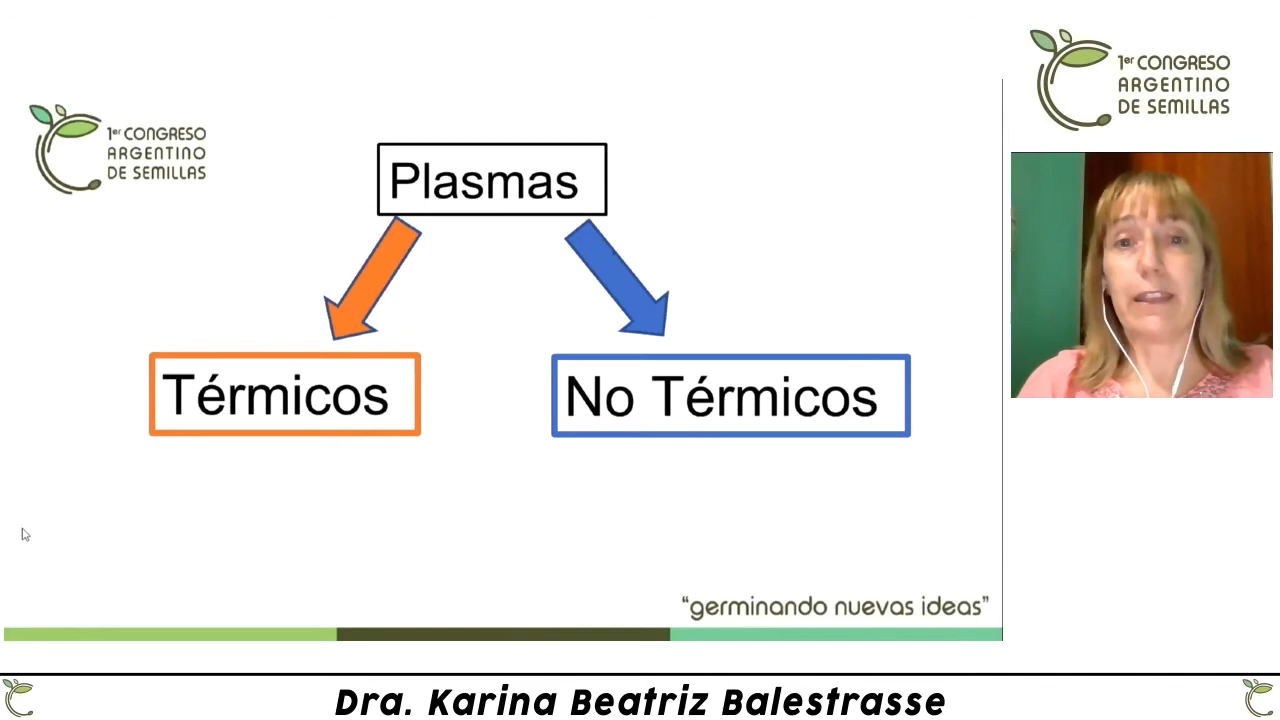 1er CONGRESO
ARGENTINO
DE SEMILLAS
Plasmas
Térmicos
No Térmicos
"germinando nuevas ideas"
1er CONGRESO
ARGENTINO
DE SEMILLAS
Dra. Karina Beatriz Balestrasse